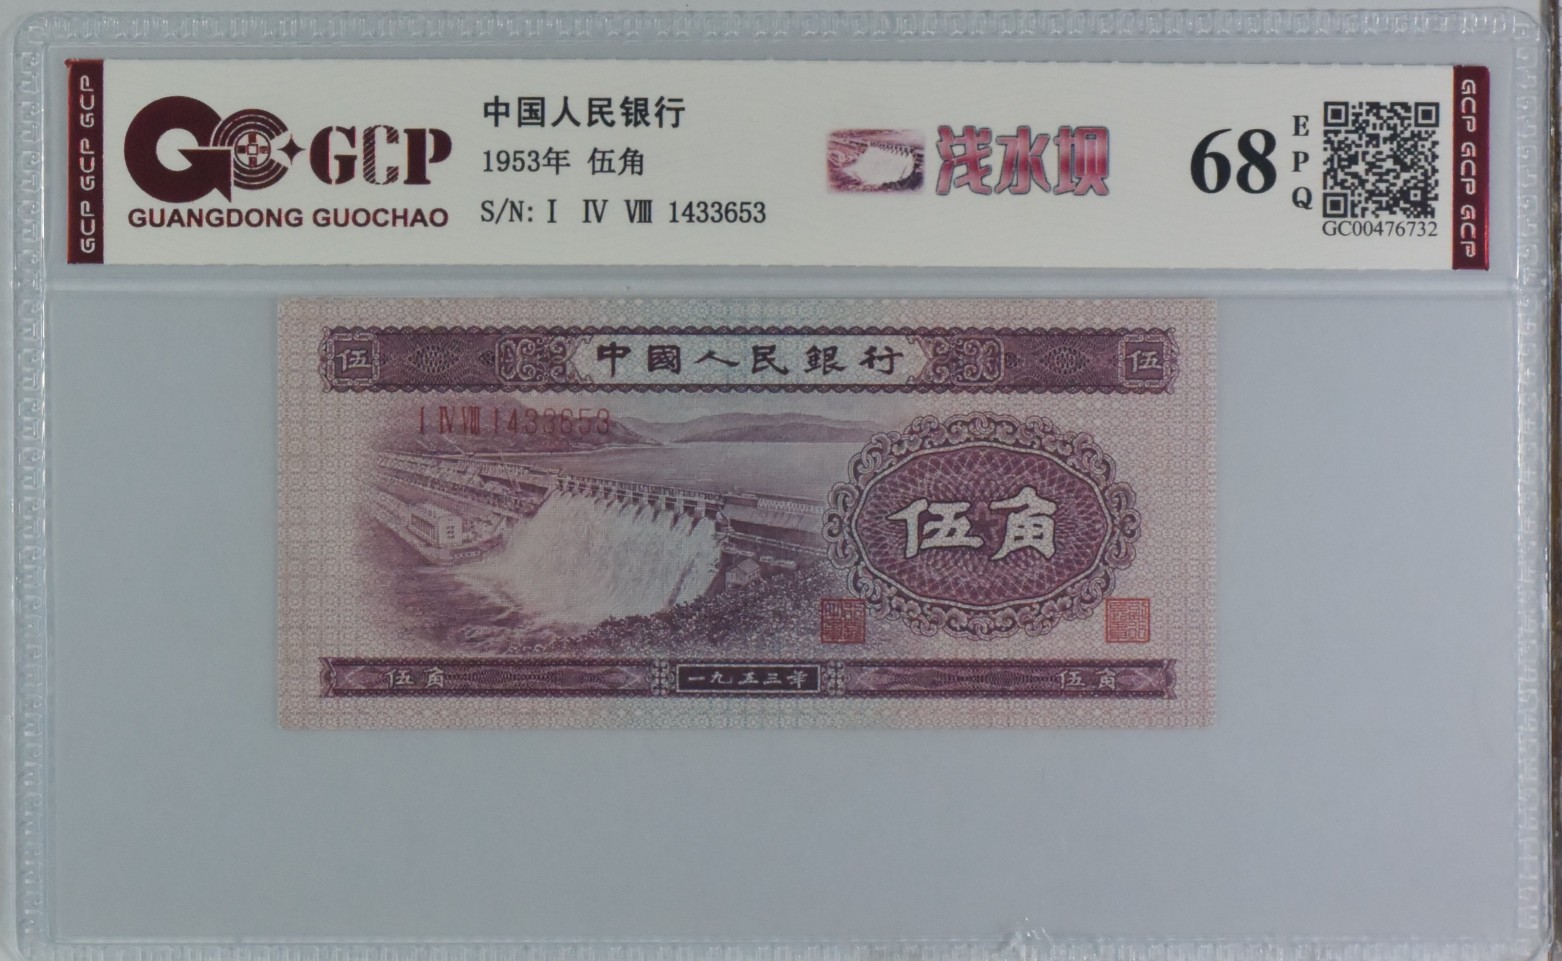 GCP GCP GCP
GCP
GUANGDONG GUOCHAO
中国人民银行
1953年 伍角
S/N: I IV VIII 1433653
浅水坝
68
EPQ
GC00476732
GCP GCP GCP
伍
中國人民銀行
伍
I IV VIII 1433653
伍角
伍角
一九五三年
伍角